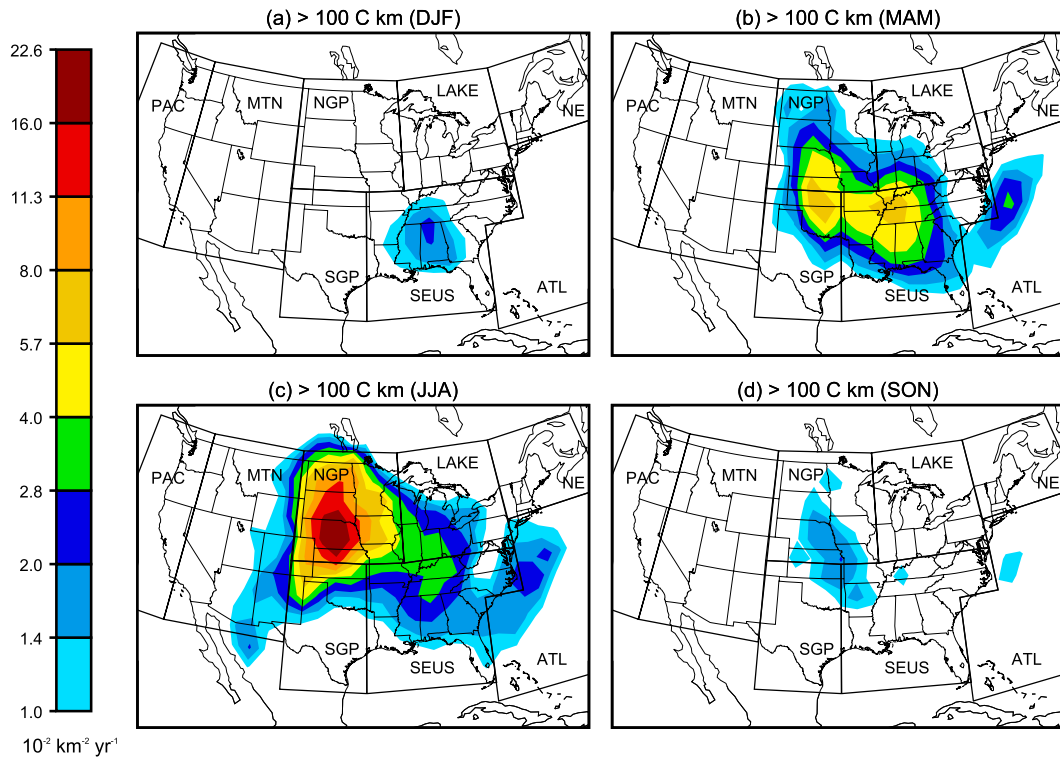 (a) > 100 C km (DJF)
(b) > 100 C km (MAM)
22.6
16.0
11.3
8.0
5.7
4.0
2.8
2.0
1.4
1.0
10⁻² km⁻² yr⁻¹
PAC
MTN
NGP
LAKE
NE
SGP
SEUS
ATL
PAC
MTN
NGP
LAKE
NE
SGP
SEUS
ATL
(c) > 100 C km (JJA)
(d) > 100 C km (SON)
PAC
MTN
NGP
LAKE
NE
SGP
SEUS
ATL
PAC
MTN
NGP
LAKE
NE
SGP
SEUS
ATL